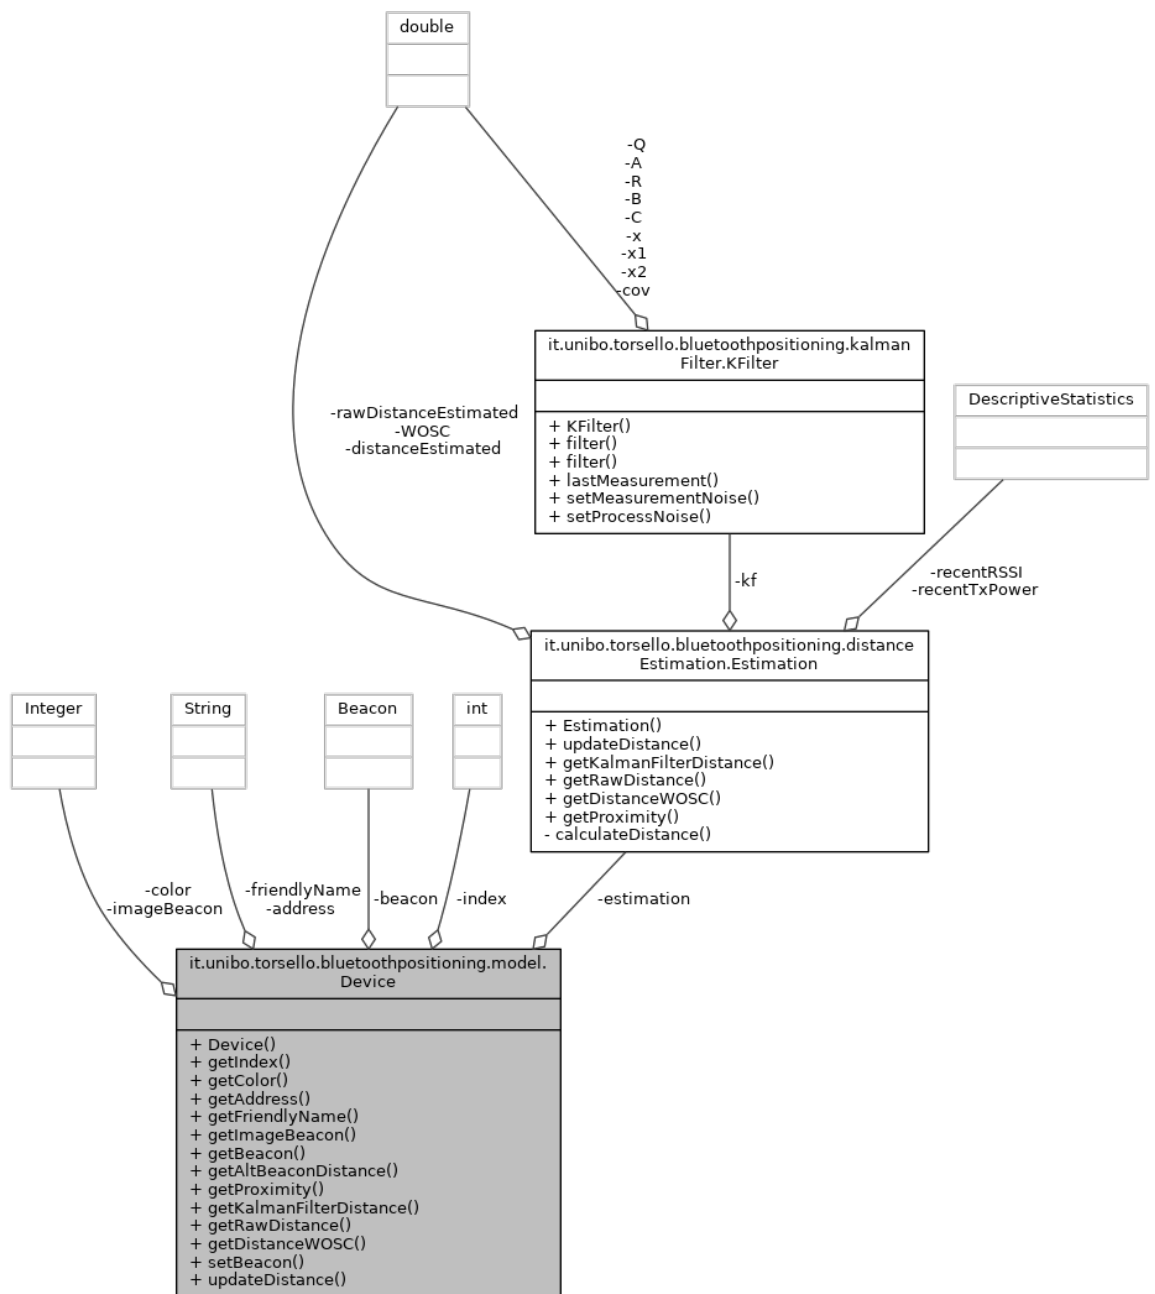 double
-Q
-A
-R
-B
-C
-x
-x1
-x2
-cov
it.unibo.torsello.bluetoothpositioning.kalman
Filter.KFilter
+ KFilter()
+ filter()
+ filter()
+ lastMeasurement()
+ setMeasurementNoise()
+ setProcessNoise()
DescriptiveStatistics
-rawDistanceEstimated
-WOSC
-distanceEstimated
-kf
-recentRSSI
-recentTxPower
it.unibo.torsello.bluetoothpositioning.distance
Estimation.Estimation
+ Estimation()
+ updateDistance()
+ getKalmanFilterDistance()
+ getRawDistance()
+ getDistanceWOSC()
+ getProximity()
- calculateDistance()
Integer
String
Beacon
int
-color
-imageBeacon
-friendlyName
-address
-beacon
-index
-estimation
it.unibo.torsello.bluetoothpositioning.model.
Device
+ Device()
+ getIndex()
+ getColor()
+ getAddress()
+ getFriendlyName()
+ getImageBeacon()
+ getBeacon()
+ getAltBeaconDistance()
+ getProximity()
+ getKalmanFilterDistance()
+ getRawDistance()
+ getDistanceWOSC()
+ setBeacon()
+ updateDistance()